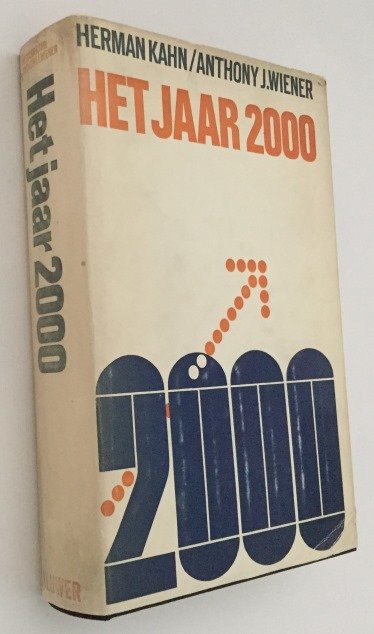 HERMAN KAHN/ANTHONY J.WIENER
HET JAAR 2000
2000
Het jaar 2000